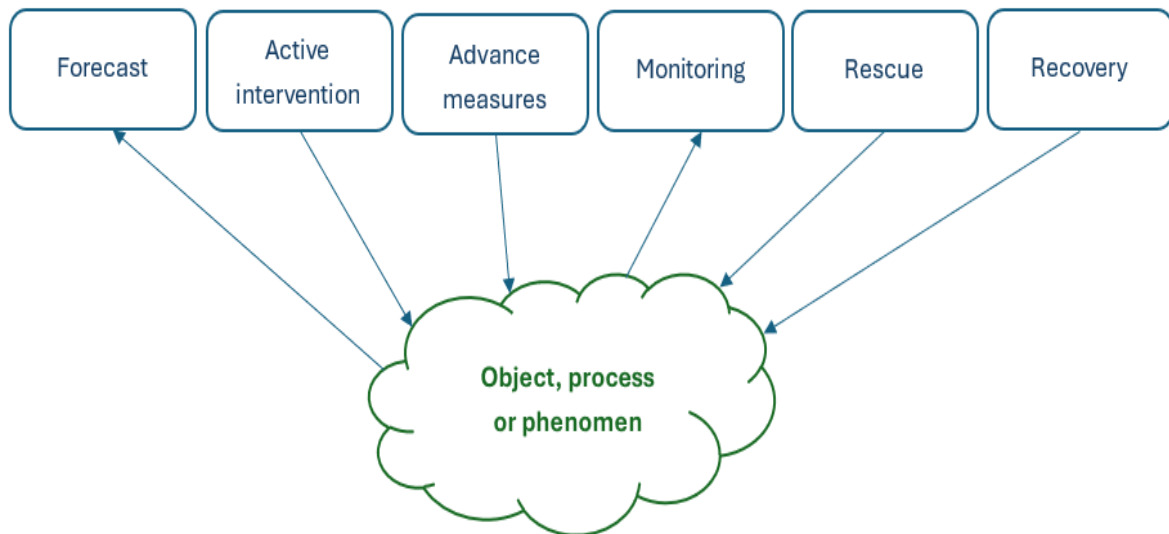 Forecast
Active
intervention
Advance
measures
Monitoring
Rescue
Recovery
Object, process
or phenomen